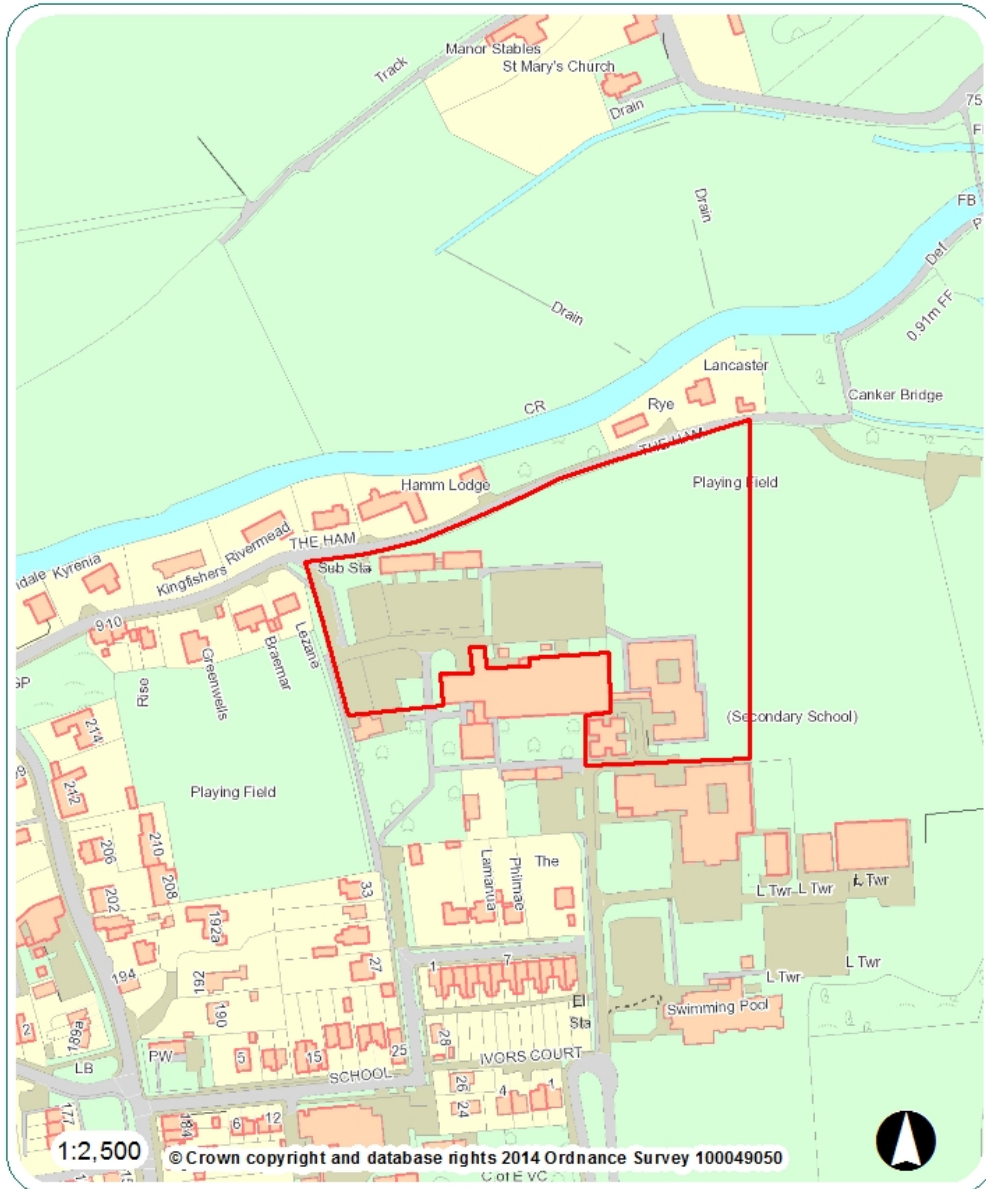 Manor Stables
St Mary's Church
Track
Drain
75
FB
Drain
Def
0.91m FF
Drain
Lancaster
Canker Bridge
Rye
CR
THE HAM
Playing Field
Hamm Lodge
THE HAM
Rivermead
Kingfishers
Kyrenia
Sub Sta
910
Lezane
Braemar
Greenwells
Rise
(Secondary School)
214
212
Playing Field
210
206
208
202
The
Philmae
Lamantua
33
L Twr
L Twr
L Twr
192a
194
192
190
27
1
7
El
Sta
L Twr
L Twr
Swimming Pool
2
189a
LB
PW
5
15
25
28
IVORS COURT
SCHOOL
26
24
4
1
177
184
6
12
1:2,500
© Crown copyright and database rights 2014 Ordnance Survey 100049050
C of E VC